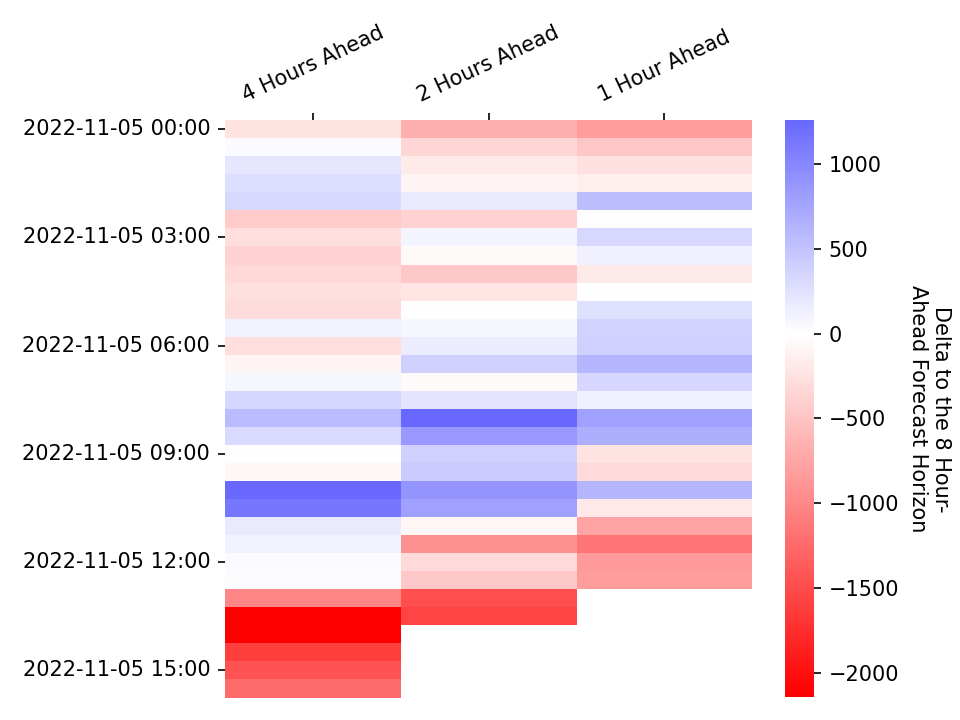 4 Hours Ahead
2 Hours Ahead
1 Hour Ahead
2022-11-05 00:00
2022-11-05 03:00
2022-11-05 06:00
2022-11-05 09:00
2022-11-05 12:00
2022-11-05 15:00
1000
500
0
−500
−1000
−1500
−2000
Delta to the 8 Hour-
Ahead Forecast Horizon